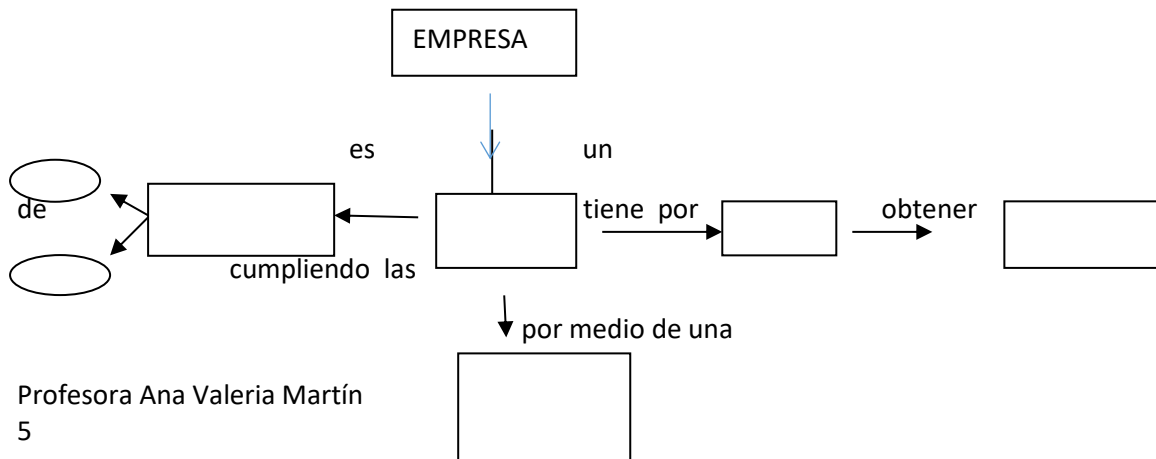 EMPRESA
es un
de tiene por obtener
cumpliendo las
por medio de una
Profesora Ana Valeria Martín
5